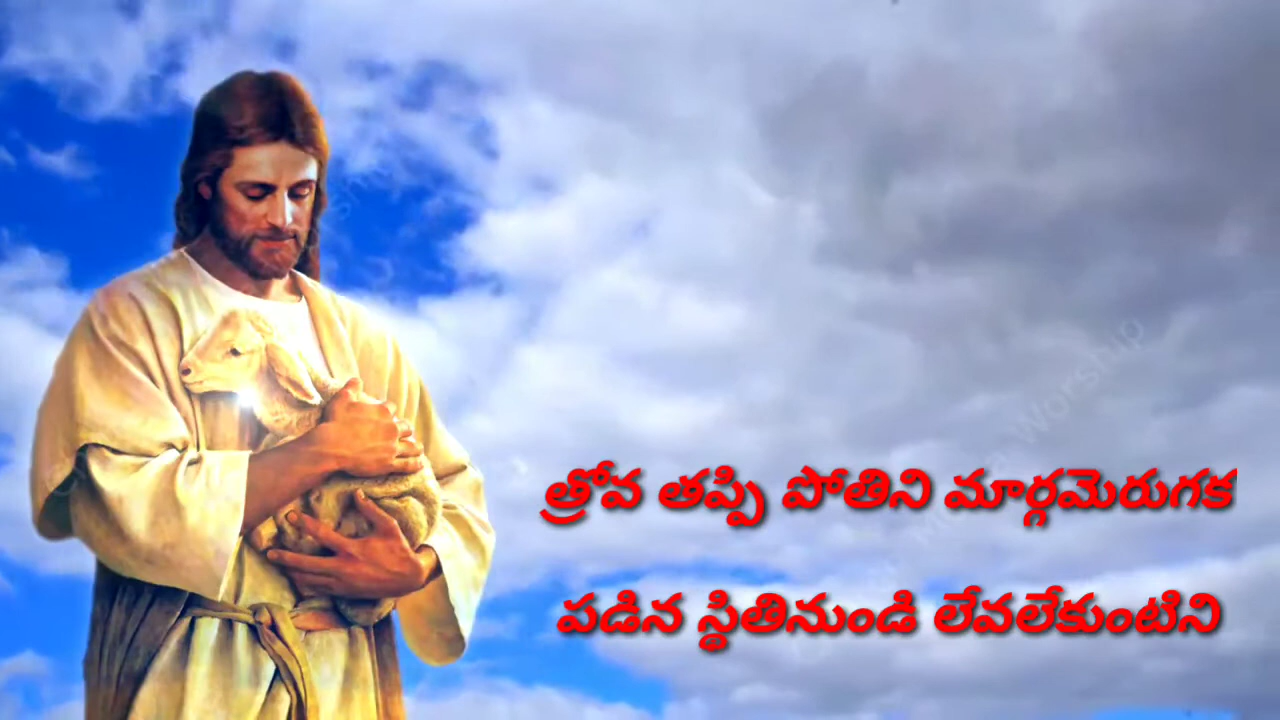 త్రోవ తప్పి పోతిని మార్గమెరుగక
పడిన స్థితినుండి లేవలేకుంటిని